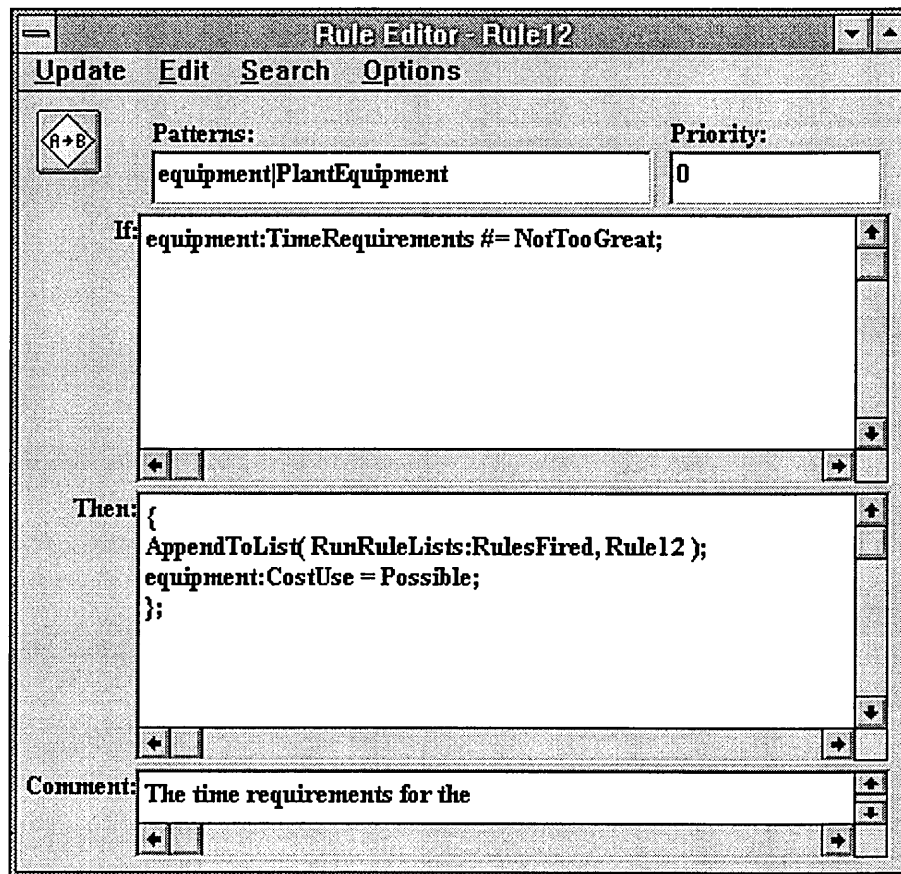 Rule Editor - Rule12
Update Edit Search Options
A→B
Patterns:
Priority:
equipment|PlantEquipment
0
If:
equipment:TimeRequirements #= NotTooGreat;
Then:
{
AppendToList( RunRuleLists:RulesFired, Rule12 );
equipment:CostUse = Possible;
};
Comment:
The time requirements for the